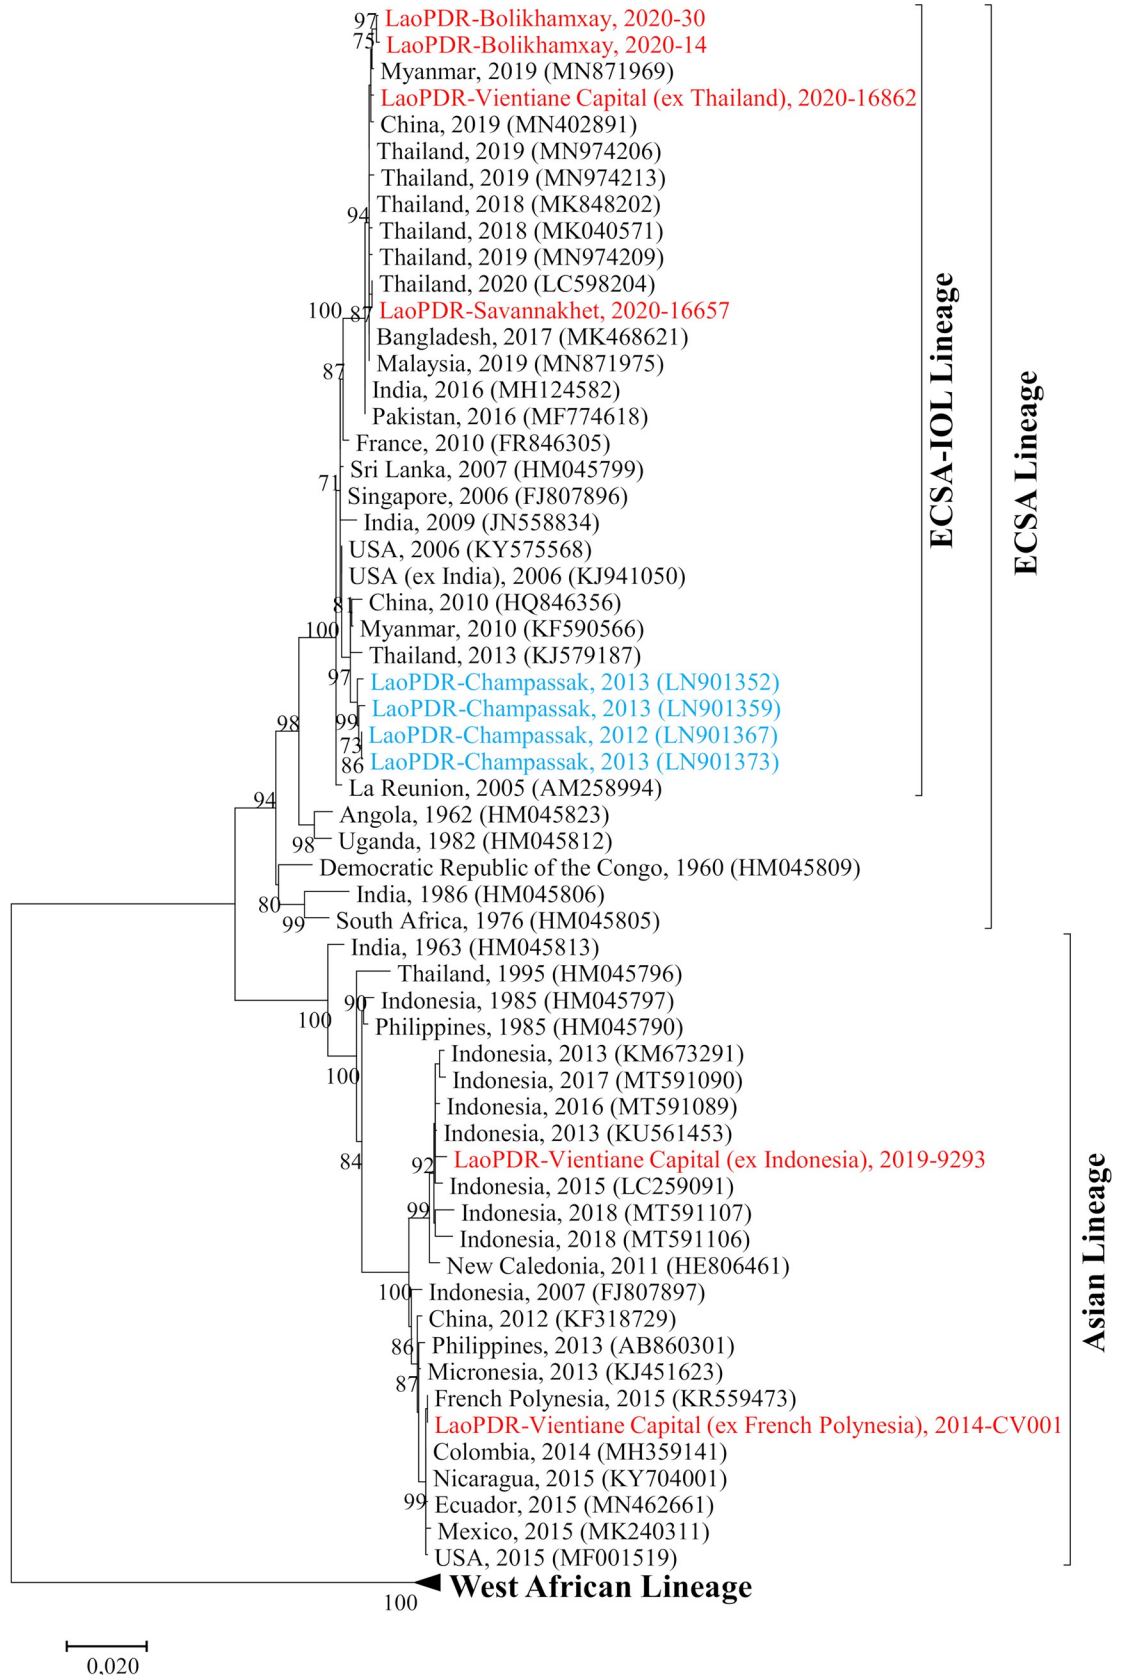 97
LaoPDR-Bolikhamxay, 2020-30
75
LaoPDR-Bolikhamxay, 2020-14
Myanmar, 2019 (MN871969)
LaoPDR-Vientiane Capital (ex Thailand), 2020-16862
China, 2019 (MN402891)
Thailand, 2019 (MN974206)
Thailand, 2019 (MN974213)
Thailand, 2018 (MK848202)
94
Thailand, 2018 (MK040571)
Thailand, 2019 (MN974209)
Thailand, 2020 (LC598204)
100
87
LaoPDR-Savannakhet, 2020-16657
Bangladesh, 2017 (MK468621)
Malaysia, 2019 (MN871975)
87
India, 2016 (MH124582)
Pakistan, 2016 (MF774618)
France, 2010 (FR846305)
Sri Lanka, 2007 (HM045799)
71
Singapore, 2006 (FJ807896)
India, 2009 (JN558834)
USA, 2006 (KY575568)
USA (ex India), 2006 (KJ941050)
81
China, 2010 (HQ846356)
100
Myanmar, 2010 (KF590566)
Thailand, 2013 (KJ579187)
97
LaoPDR-Champassak, 2013 (LN901352)
LaoPDR-Champassak, 2013 (LN901359)
98
99
LaoPDR-Champassak, 2012 (LN901367)
73
LaoPDR-Champassak, 2013 (LN901373)
86
La Reunion, 2005 (AM258994)
94
Angola, 1962 (HM045823)
98
Uganda, 1982 (HM045812)
Democratic Republic of the Congo, 1960 (HM045809)
India, 1986 (HM045806)
80
99
South Africa, 1976 (HM045805)
ECSA-IOL Lineage
ECSA Lineage
India, 1963 (HM045813)
Thailand, 1995 (HM045796)
90
Indonesia, 1985 (HM045797)
100
Philippines, 1985 (HM045790)
Indonesia, 2013 (KM673291)
100
Indonesia, 2017 (MT591090)
Indonesia, 2016 (MT591089)
Indonesia, 2013 (KU561453)
84
92
LaoPDR-Vientiane Capital (ex Indonesia), 2019-9293
Indonesia, 2015 (LC259091)
99
Indonesia, 2018 (MT591107)
Indonesia, 2018 (MT591106)
New Caledonia, 2011 (HE806461)
100
Indonesia, 2007 (FJ807897)
China, 2012 (KF318729)
86
Philippines, 2013 (AB860301)
Micronesia, 2013 (KJ451623)
87
French Polynesia, 2015 (KR559473)
LaoPDR-Vientiane Capital (ex French Polynesia), 2014-CV001
Colombia, 2014 (MH359141)
Nicaragua, 2015 (KY704001)
99
Ecuador, 2015 (MN462661)
Mexico, 2015 (MK240311)
USA, 2015 (MF001519)
Asian Lineage
West African Lineage
100
0,020